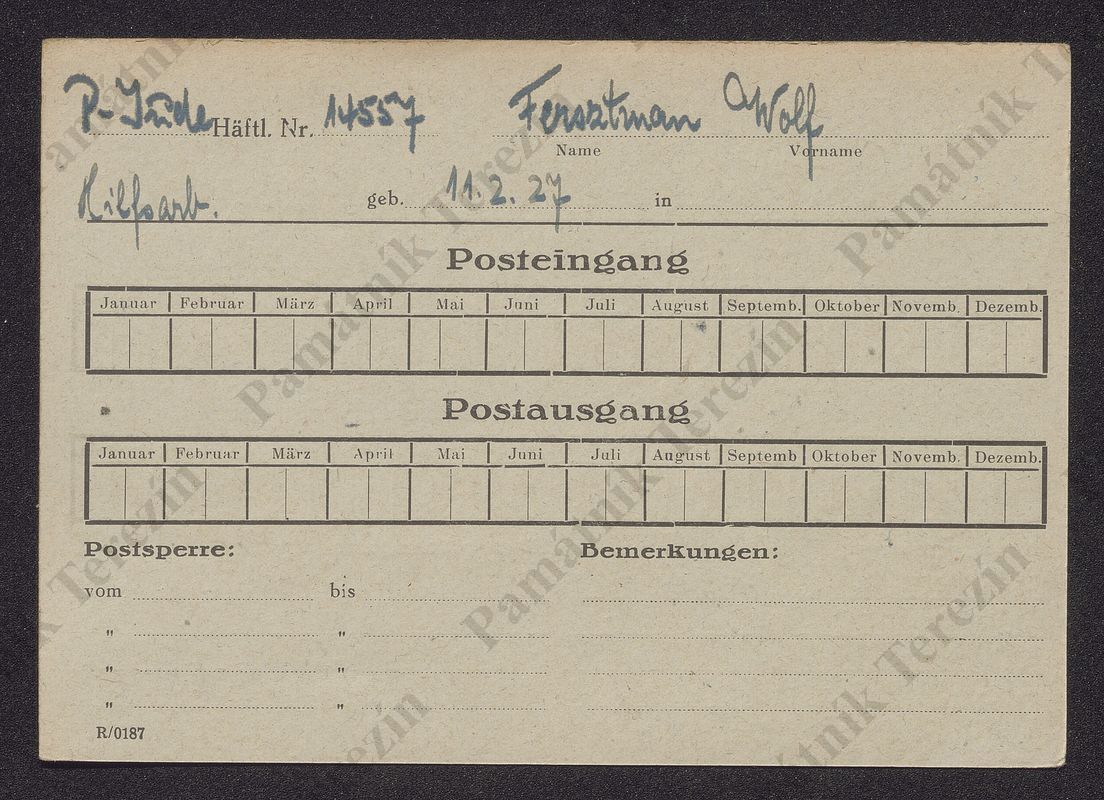 P-Jude Häftl. Nr. 14557 Fersztman Wolf
Name Vorname
Hilfsarb. geb. 11.2.27 in
Posteingang
Januar Februar März April Mai Juni Juli August Septemb. Oktober Novemb. Dezemb.
Postausgang
Januar Februar März April Mai Juni Juli August Septemb Oktober Novemb. Dezemb.
Postsperre: Bemerkungen:
vom bis
" "
" "
" "
R/0187
Památník Terezín